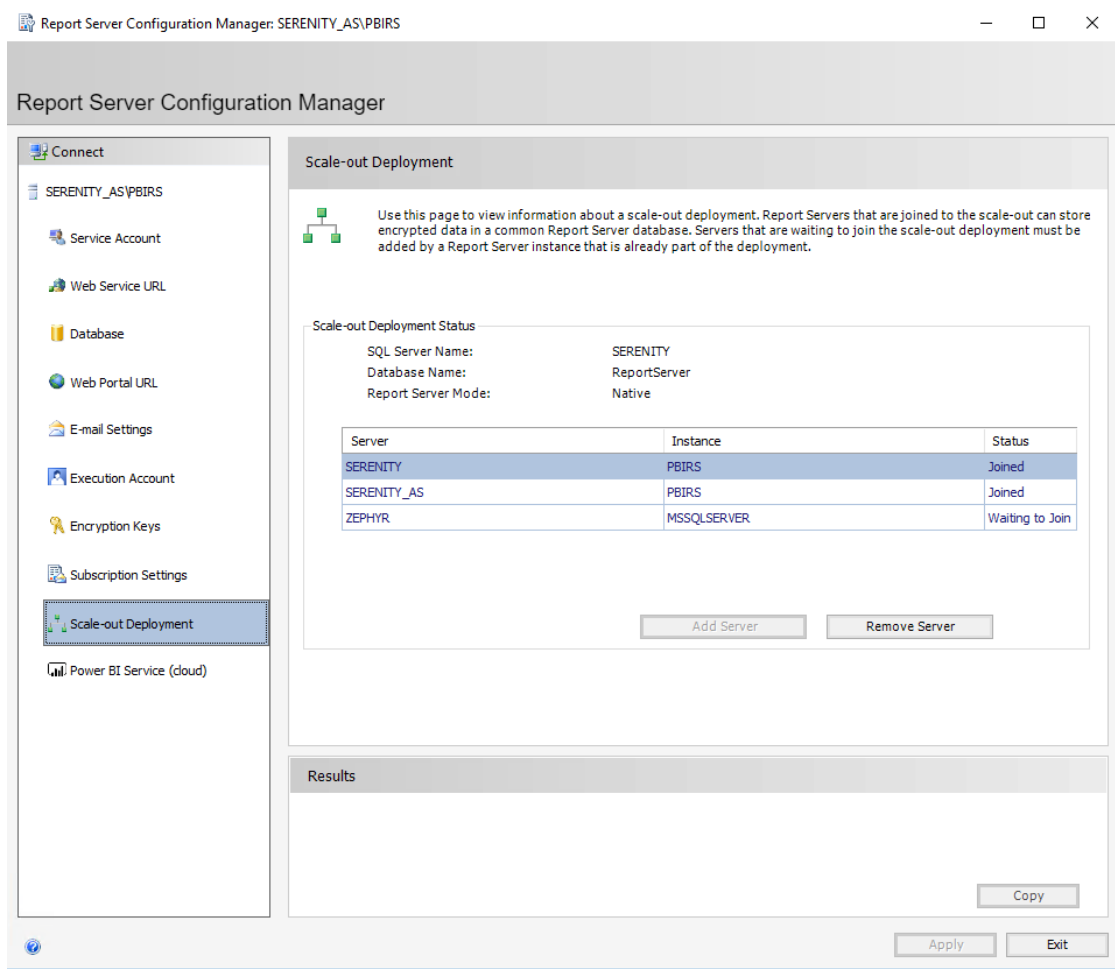 Report Server Configuration Manager: SERENITY_AS\PBIRS
Report Server Configuration Manager
Connect
SERENITY_AS\PBIRS
Service Account
Web Service URL
Database
Web Portal URL
E-mail Settings
Execution Account
Encryption Keys
Subscription Settings
Scale-out Deployment
Power BI Service (cloud)
Scale-out Deployment
Use this page to view information about a scale-out deployment. Report Servers that are joined to the scale-out can store
encrypted data in a common Report Server database. Servers that are waiting to join the scale-out deployment must be
added by a Report Server instance that is already part of the deployment.
Scale-out Deployment Status
SQL Server Name: SERENITY
Database Name: ReportServer
Report Server Mode: Native
Server Instance Status
SERENITY PBIRS Joined
SERENITY_AS PBIRS Joined
ZEPHYR MSSQLSERVER Waiting to Join
Add Server Remove Server
Results
Copy
Apply Exit